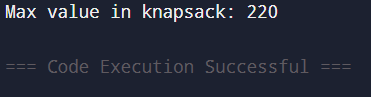 Max value in knapsack: 220
=== Code Execution Successful ===